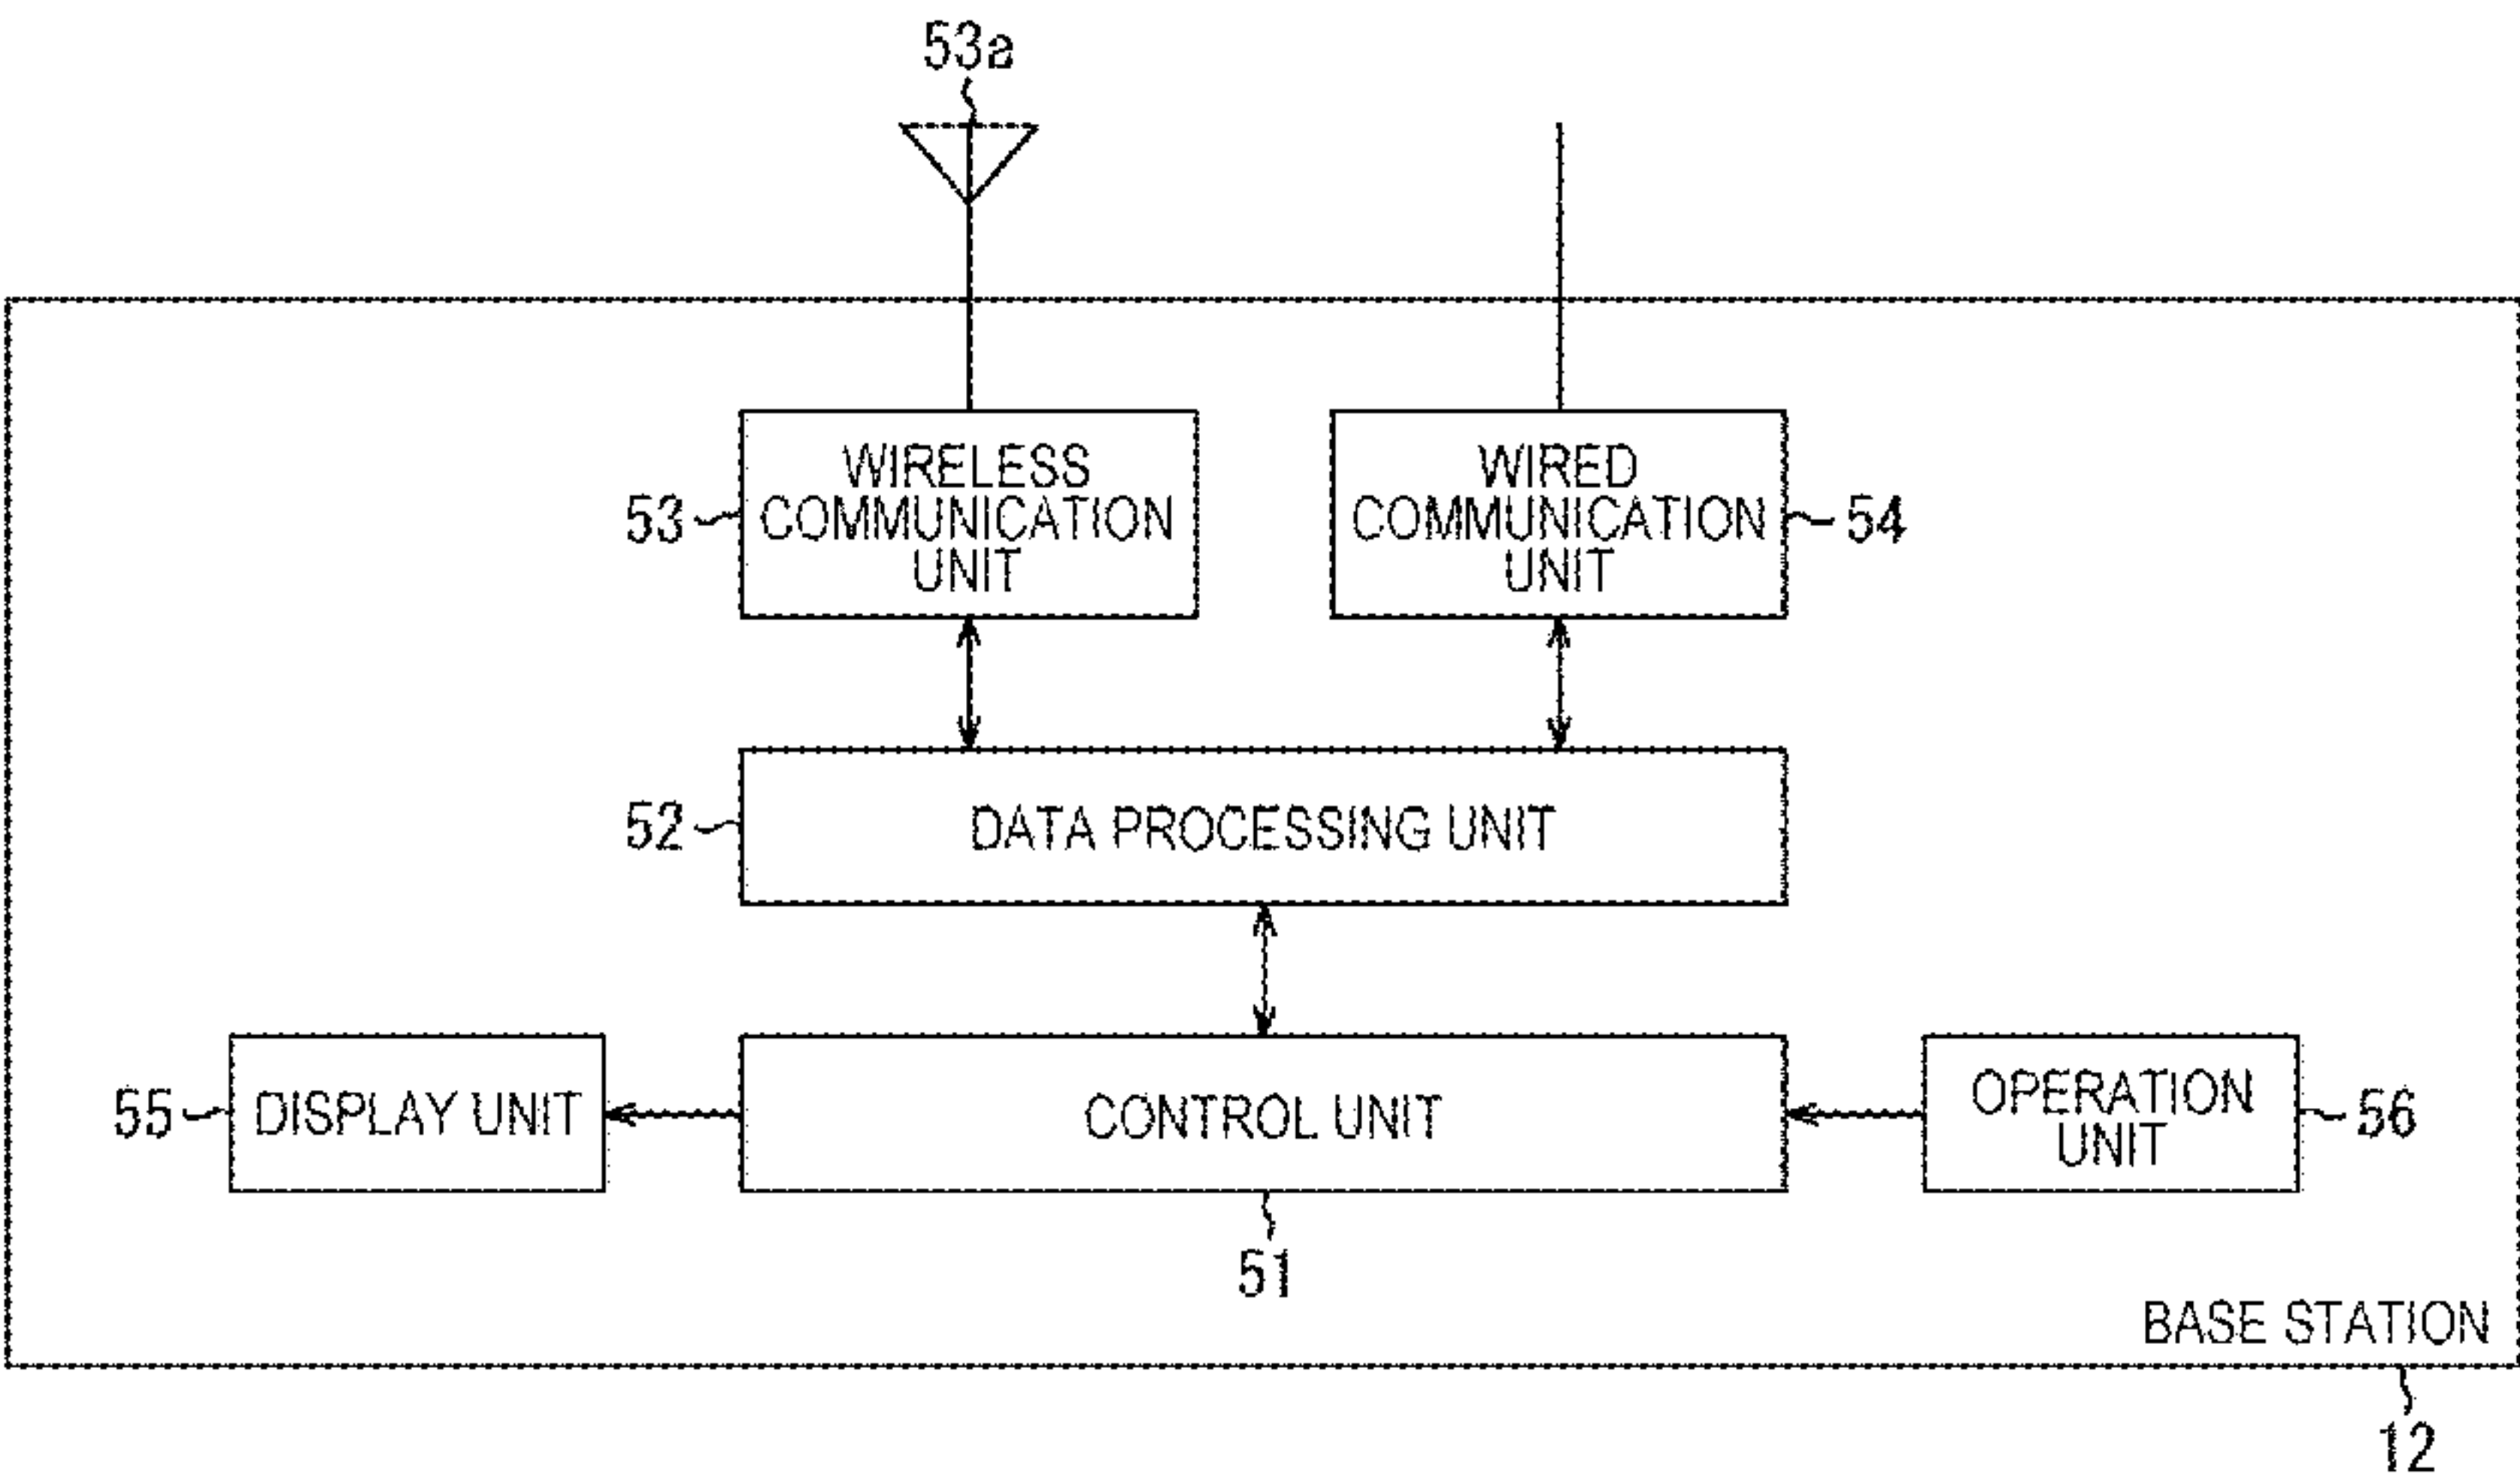 53a
WIRELESS
COMMUNICATION
UNIT
53
WIRED
COMMUNICATION
UNIT
54
52
DATA PROCESSING UNIT
55
DISPLAY UNIT
CONTROL UNIT
OPERATION
UNIT
56
51
BASE STATION
12